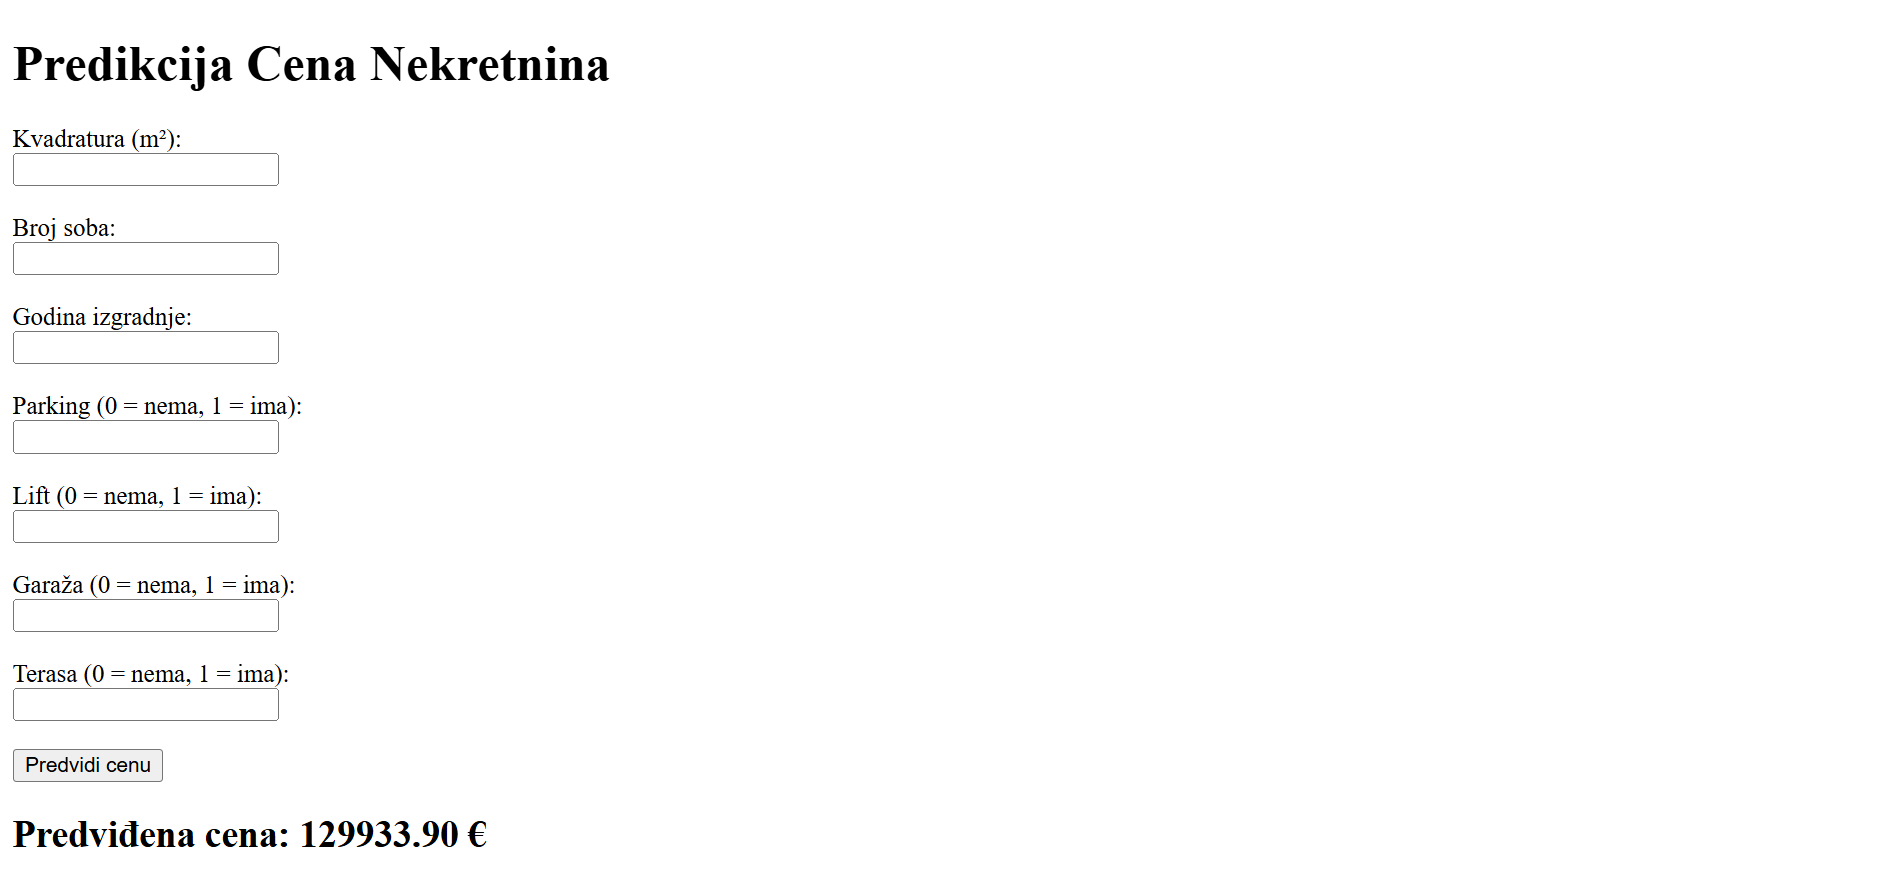 Predikcija Cena Nekretnina
Kvadratura (m²):
Broj soba:
Godina izgradnje:
Parking (0 = nema, 1 = ima):
Lift (0 = nema, 1 = ima):
Garaža (0 = nema, 1 = ima):
Terasa (0 = nema, 1 = ima):
Predvidi cenu
Predviđena cena: 129933.90 €